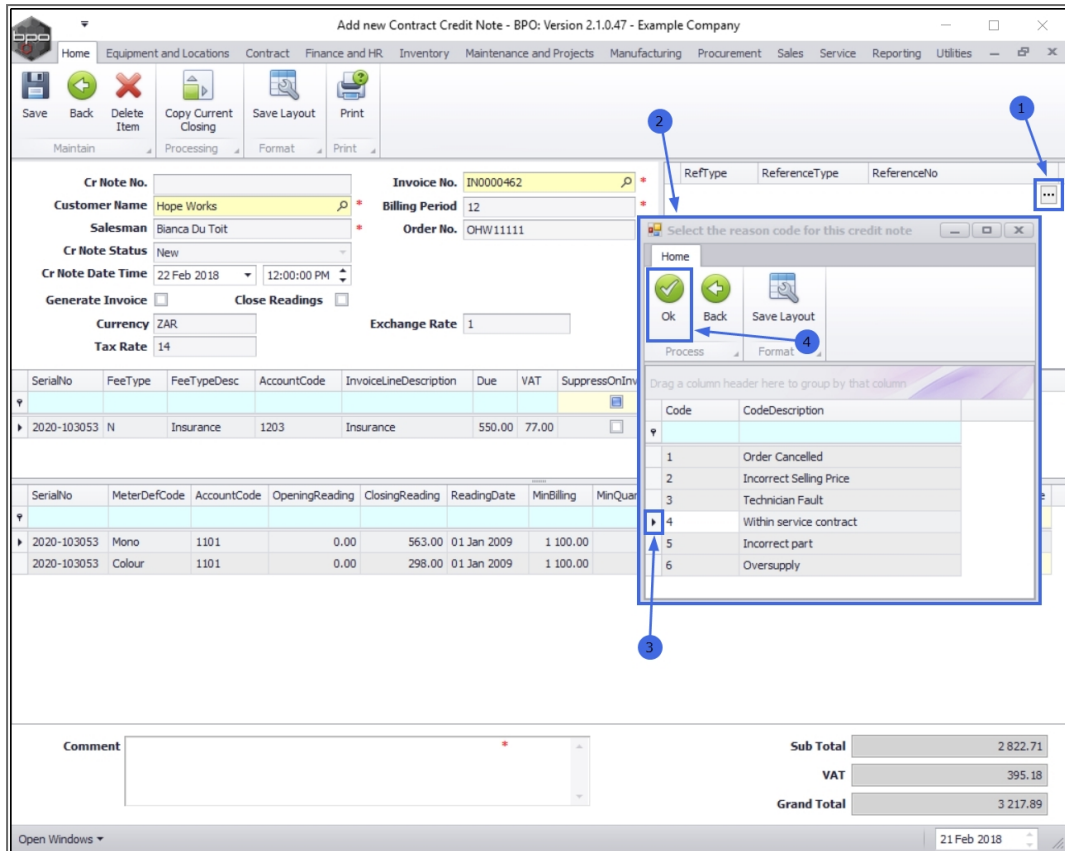 Add new Contract Credit Note - BPO: Version 2.1.0.47 - Example Company
bpo
Home Equipment and Locations Contract Finance and HR Inventory Maintenance and Projects Manufacturing Procurement Sales Service Reporting Utilities
Save Back Delete Item Copy Current Closing Save Layout Print
Maintain Processing Format Print
1
2
Cr Note No.
Invoice No. IN0000462 *
RefType ReferenceType ReferenceNo
...
Customer Name Hope Works *
Billing Period 12 *
Salesman Bianca Du Toit *
Order No. OHW11111
Cr Note Status New
Cr Note Date Time 22 Feb 2018 12:00:00 PM
Generate Invoice Close Readings
Currency ZAR Exchange Rate 1
Tax Rate 14
SerialNo FeeType FeeTypeDesc AccountCode InvoiceLineDescription Due VAT SuppressOnInv
2020-103053 N Insurance 1203 Insurance 550.00 77.00
SerialNo MeterDefCode AccountCode OpeningReading ClosingReading ReadingDate MinBilling MinQuan
2020-103053 Mono 1101 0.00 563.00 01 Jan 2009 1 100.00
2020-103053 Colour 1101 0.00 298.00 01 Jan 2009 1 100.00
Select the reason code for this credit note
Home
Ok Back Save Layout
4
Process Format
Drag a column header here to group by that column
Code CodeDescription
1 Order Cancelled
2 Incorrect Selling Price
3 Technician Fault
4 Within service contract
5 Incorrect part
6 Oversupply
3
Comment *
Sub Total 2 822.71
VAT 395.18
Grand Total 3 217.89
Open Windows 21 Feb 2018